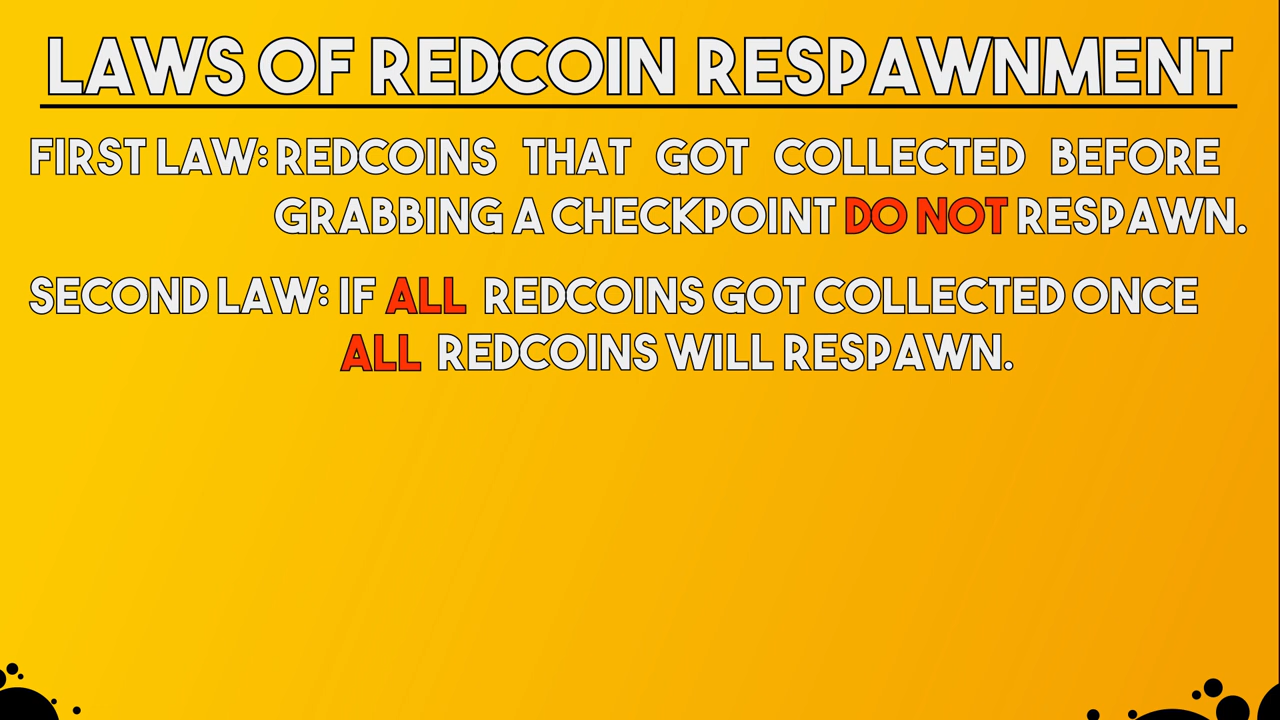 LAWS OF REDCOIN RESPAWNMENT
FIRST LAW: REDCOINS THAT GOT COLLECTED BEFORE
GRABBING A CHECKPOINT DO NOT RESPAWN.
SECOND LAW: IF ALL REDCOINS GOT COLLECTED ONCE
ALL REDCOINS WILL RESPAWN.